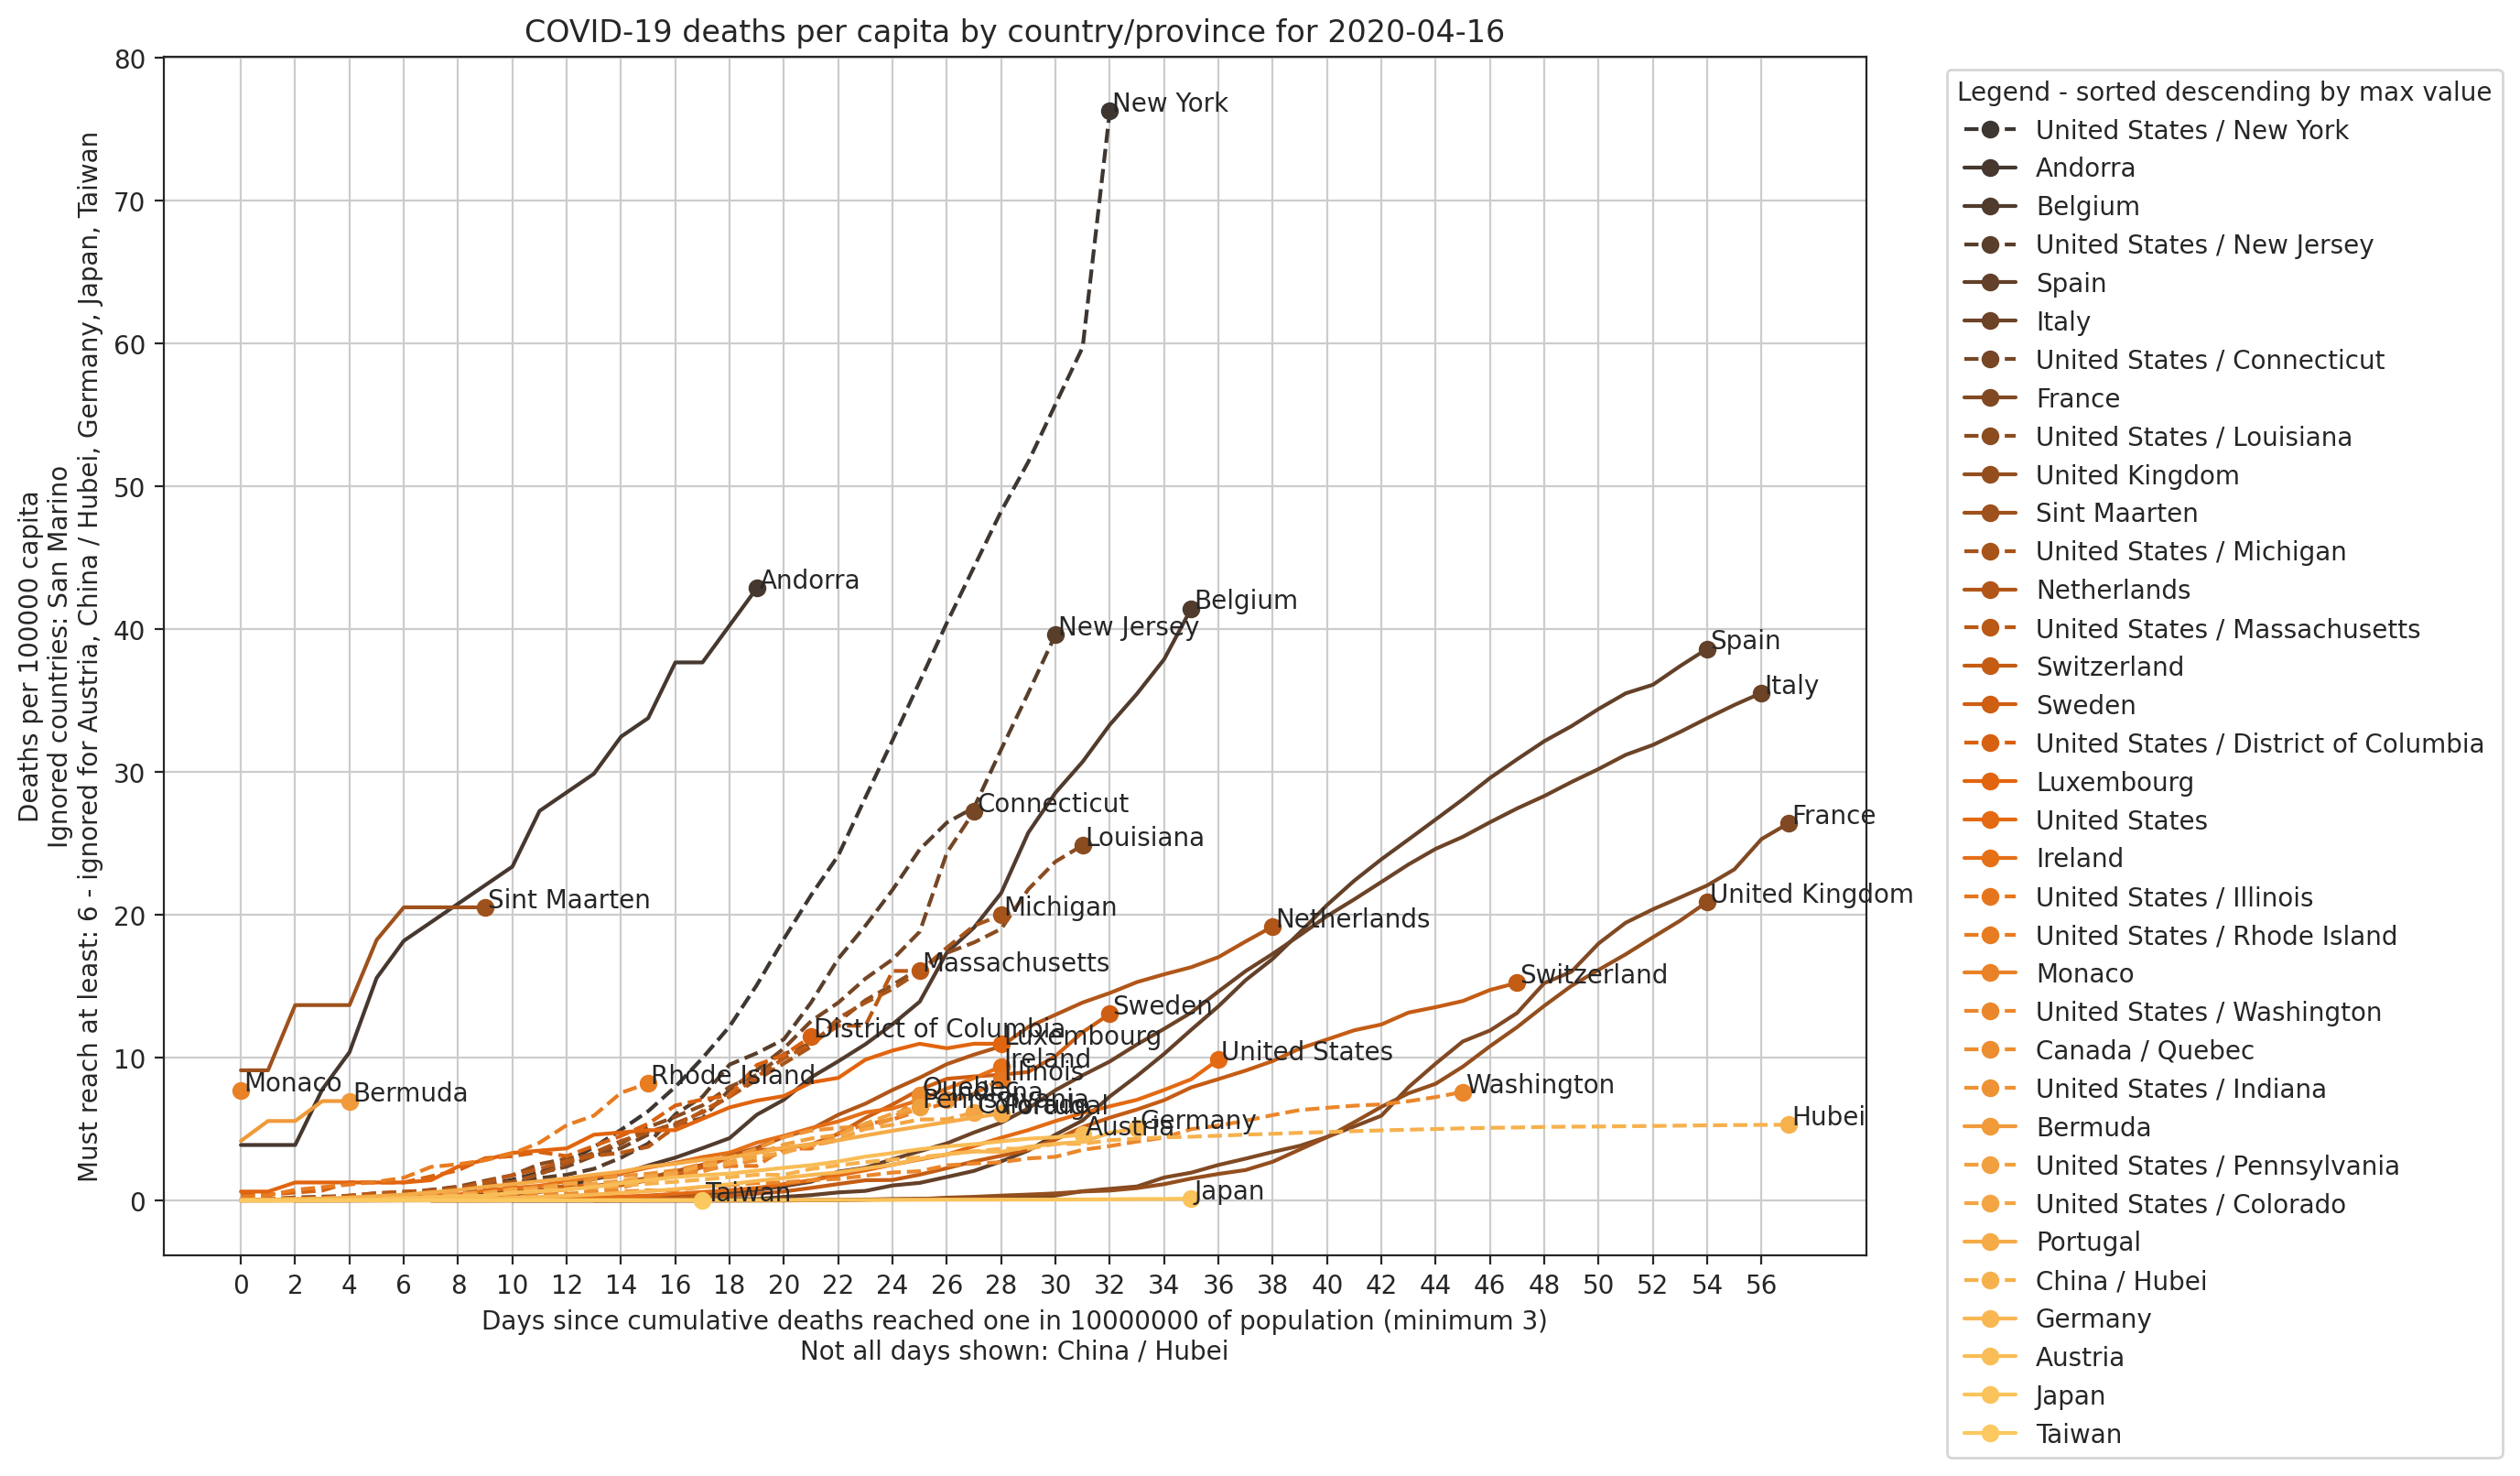 COVID-19 deaths per capita by country/province for 2020-04-16
Deaths per 100000 capita
Ignored countries: San Marino
Must reach at least: 6 - ignored for Austria, China / Hubei, Germany, Japan, Taiwan
80
70
60
50
40
30
20
10
0
New York
Andorra
Belgium
New Jersey
Spain
Italy
Connecticut
France
Louisiana
United Kingdom
Sint Maarten
Michigan
Netherlands
Massachusetts
Switzerland
Sweden
District of Columbia
Luxembourg
United States
Ireland
Illinois
Rhode Island
Monaco
Washington
Quebec
Indiana
Bermuda
Pennsylvania
Colorado
Portugal
Hubei
Germany
Austria
Japan
Taiwan
0 2 4 6 8 10 12 14 16 18 20 22 24 26 28 30 32 34 36 38 40 42 44 46 48 50 52 54 56
Days since cumulative deaths reached one in 10000000 of population (minimum 3)
Not all days shown: China / Hubei
Legend - sorted descending by max value
United States / New York
Andorra
Belgium
United States / New Jersey
Spain
Italy
United States / Connecticut
France
United States / Louisiana
United Kingdom
Sint Maarten
United States / Michigan
Netherlands
United States / Massachusetts
Switzerland
Sweden
United States / District of Columbia
Luxembourg
United States
Ireland
United States / Illinois
United States / Rhode Island
Monaco
United States / Washington
Canada / Quebec
United States / Indiana
Bermuda
United States / Pennsylvania
United States / Colorado
Portugal
China / Hubei
Germany
Austria
Japan
Taiwan